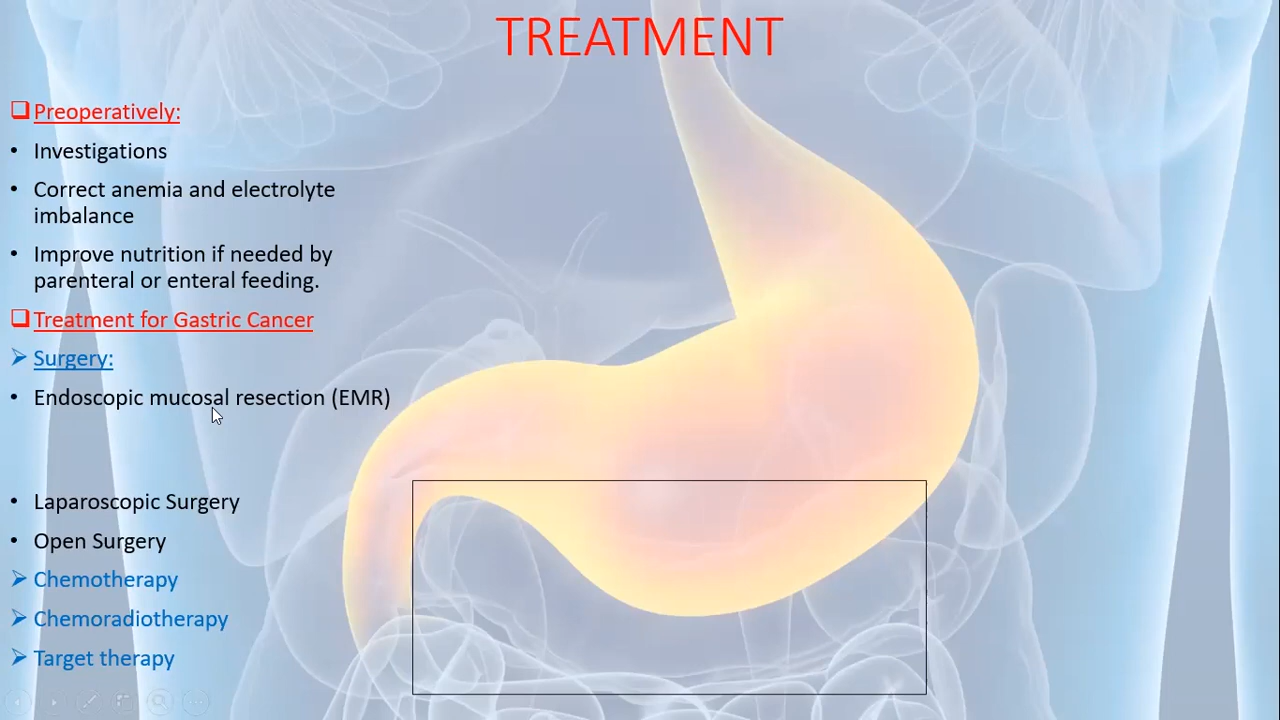 TREATMENT
❑ Preoperatively:
• Investigations
• Correct anemia and electrolyte
imbalance
• Improve nutrition if needed by
parenteral or enteral feeding.
❑ Treatment for Gastric Cancer
➢ Surgery:
• Endoscopic mucosal resection (EMR)
• Laparoscopic Surgery
• Open Surgery
➢ Chemotherapy
➢ Chemoradiotherapy
➢ Target therapy